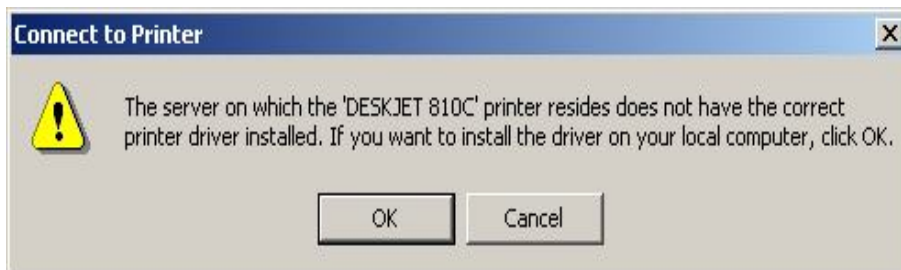 Connect to Printer
The server on which the 'DESKJET 810C' printer resides does not have the correct
printer driver installed. If you want to install the driver on your local computer, click OK.
OK
Cancel